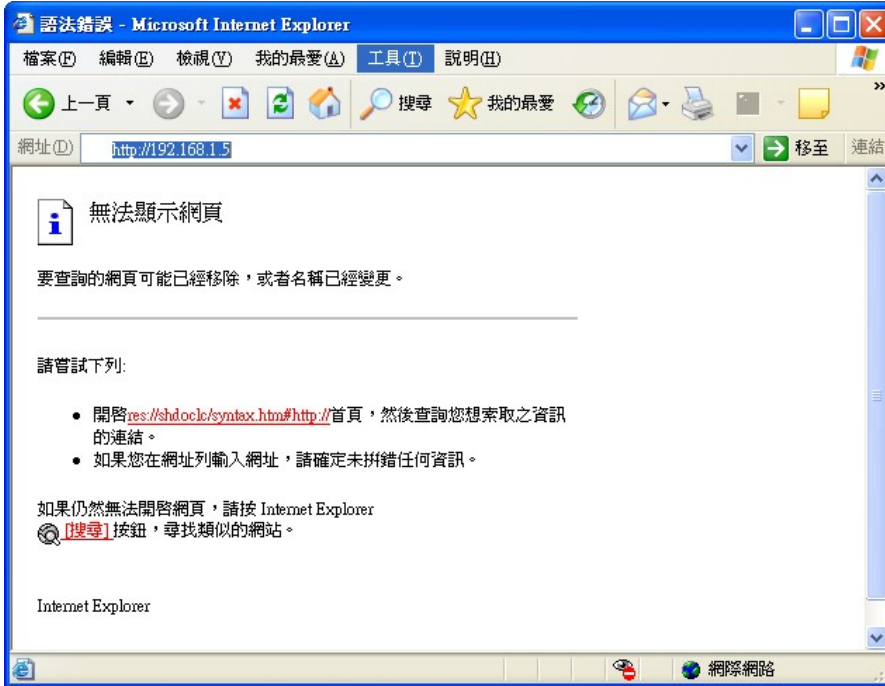 語法錯誤 - Microsoft Internet Explorer
檔案(F) 編輯(E) 檢視(V) 我的最愛(A) 工具(T) 說明(H)
上一頁 搜尋 我的最愛 »
網址(D) http://192.168.1.5 移至 連結
無法顯示網頁
要查詢的網頁可能已經移除，或者名稱已經變更。
請嘗試下列:
● 開啓res://shdoclc/syntax.htm#http://首頁，然後查詢您想索取之資訊
的連結。
● 如果您在網址列輸入網址，請確定未拼錯任何資訊。
如果仍然無法開啓網頁，請按 Internet Explorer
[搜尋] 按鈕，尋找類似的網站。
Internet Explorer
網際網路